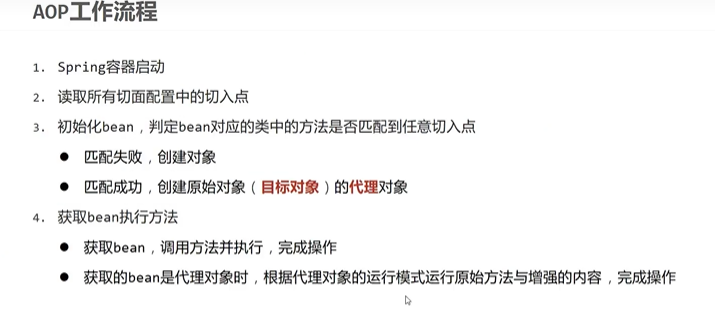 AOP工作流程
1. Spring容器启动
2. 读取所有切面配置中的切入点
3. 初始化bean，判定bean对应的类中的方法是否匹配到任意切入点
● 匹配失败，创建对象
● 匹配成功，创建原始对象（目标对象）的代理对象
4. 获取bean执行方法
● 获取bean，调用方法并执行，完成操作
● 获取的bean是代理对象时，根据代理对象的运行模式运行原始方法与增强的内容，完成操作